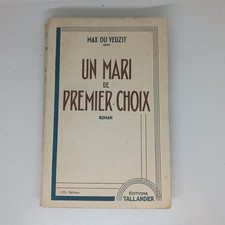 MAX DU VEUZIT
UN MARI
DE
PREMIER CHOIX
ROMAN
EDITIONS
TALLANDIER